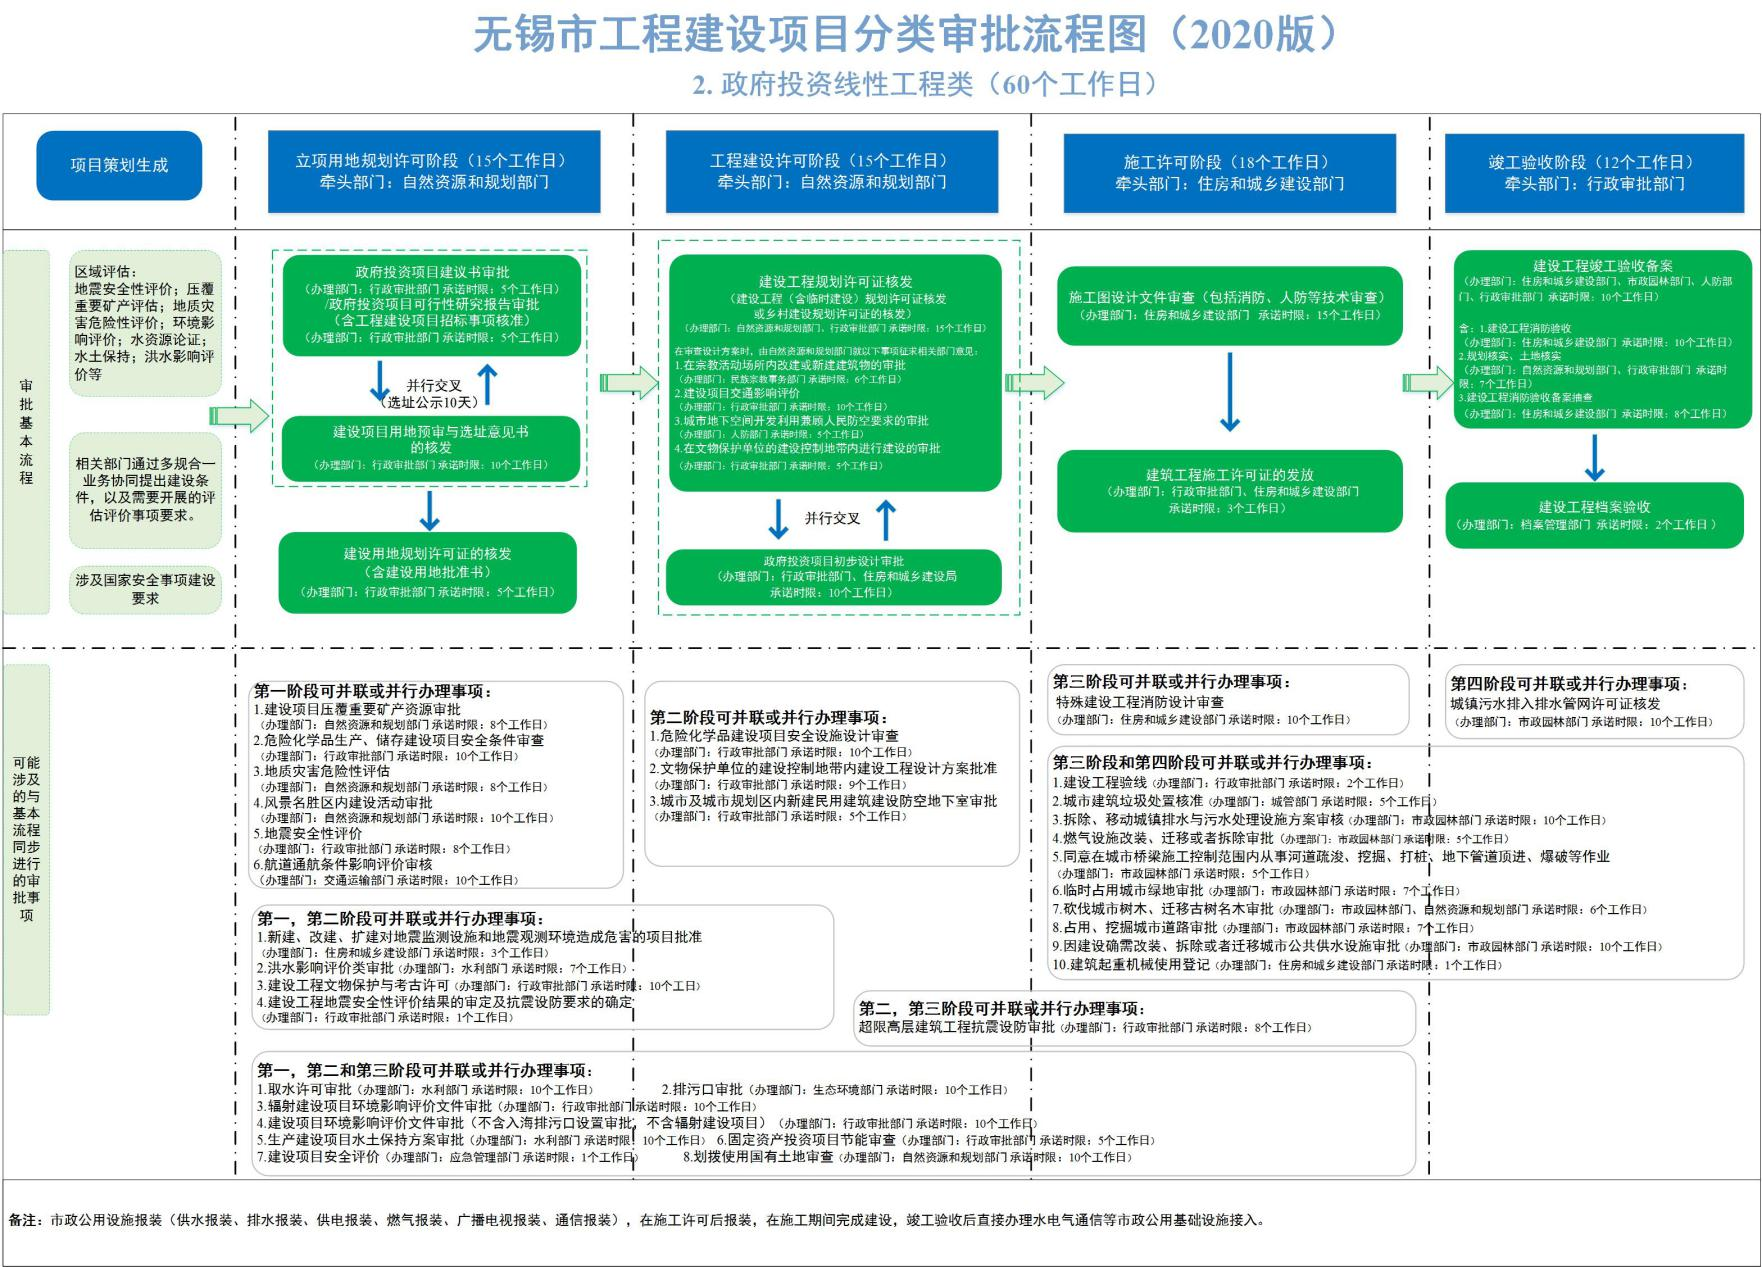 无锡市工程建设项目分类审批流程图（2020版）
2. 政府投资线性工程类（60个工作日）
项目策划生成
立项用地规划许可阶段（15个工作日）
牵头部门：自然资源和规划部门
工程建设许可阶段（15个工作日）
牵头部门：自然资源和规划部门
施工许可阶段（18个工作日）
牵头部门：住房和城乡建设部门
竣工验收阶段（12个工作日）
牵头部门：行政审批部门
审
批
基
本
流
程
区域评估：
地震安全性评价；压覆
重要矿产评估；地质灾
害危险性评价；环境影
响评价；水资源论证；
水土保持；洪水影响评
价等
相关部门通过多规合一
业务协同提出建设条
件，以及需要开展的评
估评价事项要求。
涉及国家安全事项建设
要求
政府投资项目建议书审批
（办理部门：行政审批部门 承诺时限：5个工作日）
/政府投资项目可行性研究报告审批
（含工程建设项目招标事项核准）
（办理部门：行政审批部门 承诺时限：5个工作日）
并行交叉
（选址公示10天）
建设项目用地预审与选址意见书
的核发
（办理部门：行政审批部门 承诺时限：10个工作日）
建设用地规划许可证的核发
（含建设用地批准书）
（办理部门：行政审批部门 承诺时限：5个工作日）
建设工程规划许可证核发
（建设工程（含临时建设）规划许可证核发
或乡村建设规划许可证的核发）
（办理部门：自然资源和规划部门、行政审批部门 承诺时限：15个工作日）
在审查设计方案时，由自然资源和规划部门就以下事项征求相关部门意见：
1.在宗教活动场所内改建或新建建筑物的审批
（办理部门：民族宗教事务部门 承诺时限：6个工作日）
2.建设项目交通影响评价
（办理部门：行政审批部门 承诺时限：10个工作日）
3.城市地下空间开发利用兼顾人民防空要求的审批
（办理部门：人防部门 承诺时限：5个工作日）
4.在文物保护单位的建设控制地带内进行建设的审批
（办理部门：行政审批部门 承诺时限：5个工作日）
并行交叉
政府投资项目初步设计审批
（办理部门：行政审批部门、住房和城乡建设局
承诺时限：10个工作日）
施工图设计文件审查（包括消防、人防等技术审查）
（办理部门：住房和城乡建设部门 承诺时限：15个工作日）
建筑工程施工许可证的发放
（办理部门：行政审批部门、住房和城乡建设部门
承诺时限：3个工作日）
建设工程竣工验收备案
（办理部门：住房和城乡建设部门、市政园林部门、人防部
门、行政审批部门 承诺时限：10个工作日）
含：1.建设工程消防验收
（办理部门：住房和城乡建设部门 承诺时限：10个工作日）
2.规划核实、土地核实
（办理部门：自然资源和规划部门、行政审批部门 承诺时
限：7个工作日）
3.建设工程消防验收备案抽查
（办理部门：住房和城乡建设部门 承诺时限：8个工作日）
建设工程档案验收
（办理部门：档案管理部门 承诺时限：2个工作日 ）
可能
涉及
的与
基本
流程
同步
进行
的审
批事
项
第一阶段可并联或并行办理事项：
1.建设项目压覆重要矿产资源审批
（办理部门：自然资源和规划部门 承诺时限：8个工作日）
2.危险化学品生产、储存建设项目安全条件审查
（办理部门：行政审批部门 承诺时限：10个工作日）
3.地质灾害危险性评估
（办理部门：自然资源和规划部门 承诺时限：8个工作日）
4.风景名胜区内建设活动审批
（办理部门：自然资源和规划部门 承诺时限：10个工作日）
5.地震安全性评价
（办理部门：行政审批部门 承诺时限：8个工作日）
6.航道通航条件影响评价审核
（办理部门：交通运输部门 承诺时限：10个工作日）
第二阶段可并联或并行办理事项：
1.危险化学品建设项目安全设施设计审查
（办理部门：行政审批部门 承诺时限：10个工作日）
2.文物保护单位的建设控制地带内建设工程设计方案批准
（办理部门：行政审批部门 承诺时限：9个工作日）
3.城市及城市规划区内新建民用建筑建设防空地下室审批
（办理部门：行政审批部门 承诺时限：5个工作日）
第三阶段可并联或并行办理事项：
特殊建设工程消防设计审查
（办理部门：住房和城乡建设部门 承诺时限：10个工作日）
第四阶段可并联或并行办理事项：
城镇污水排入排水管网许可证核发
（办理部门：市政园林部门 承诺时限：10个工作日）
第三阶段和第四阶段可并联或并行办理事项：
1.建设工程验线（办理部门：行政审批部门 承诺时限：2个工作日）
2.城市建筑垃圾处置核准（办理部门：城管部门 承诺时限：5个工作日）
3.拆除、移动城镇排水与污水处理设施方案审核（办理部门：市政园林部门 承诺时限：10个工作日）
4.燃气设施改装、迁移或者拆除审批（办理部门：市政园林部门 承诺时限：5个工作日）
5.同意在城市桥梁施工控制范围内从事河道疏浚、挖掘、打桩、地下管道顶进、爆破等作业
（办理部门：市政园林部门 承诺时限：5个工作日）
6.临时占用城市绿地审批（办理部门：市政园林部门 承诺时限：7个工作日）
7.砍伐城市树木、迁移古树名木审批（办理部门：市政园林部门、自然资源和规划部门 承诺时限：6个工作日）
8.占用、挖掘城市道路审批（办理部门：市政园林部门 承诺时限：7个工作日）
9.因建设确需改装、拆除或者迁移城市公共供水设施审批（办理部门：市政园林部门 承诺时限：10个工作日）
10.建筑起重机械使用登记（办理部门：住房和城乡建设部门 承诺时限：1个工作日）
第一，第二阶段可并联或并行办理事项：
1.新建、改建、扩建对地震监测设施和地震观测环境造成危害的项目批准
（办理部门：住房和城乡建设部门 承诺时限：3个工作日）
2.洪水影响评价类审批（办理部门：水利部门 承诺时限：7个工作日）
3.建设工程文物保护与考古许可（办理部门：行政审批部门 承诺时限：10个工日）
4.建设工程地震安全性评价结果的审定及抗震设防要求的确定
（办理部门：行政审批部门 承诺时限：1个工作日）
第二，第三阶段可并联或并行办理事项：
超限高层建筑工程抗震设防审批（办理部门：行政审批部门 承诺时限：8个工作日）
第一，第二和第三阶段可并联或并行办理事项：
1.取水许可审批（办理部门：水利部门 承诺时限：10个工作日） 2.排污口审批（办理部门：生态环境部门 承诺时限：10个工作日）
3.辐射建设项目环境影响评价文件审批（办理部门：行政审批部门 承诺时限：10个工作日）
4.建设项目环境影响评价文件审批（不含入海排污口设置审批，不含辐射建设项目）（办理部门：行政审批部门 承诺时限：10个工作日）
5.生产建设项目水土保持方案审批（办理部门：水利部门 承诺时限：10个工作日） 6.固定资产投资项目节能审查（办理部门：行政审批部门 承诺时限：5个工作日）
7.建设项目安全评价（办理部门：应急管理部门 承诺时限：1个工作日） 8.划拨使用国有土地审查（办理部门：自然资源和规划部门 承诺时限：10个工作日）
备注：市政公用设施报装（供水报装、排水报装、供电报装、燃气报装、广播电视报装、通信报装），在施工许可后报装，在施工期间完成建设，竣工验收后直接办理水电气通信等市政公用基础设施接入。